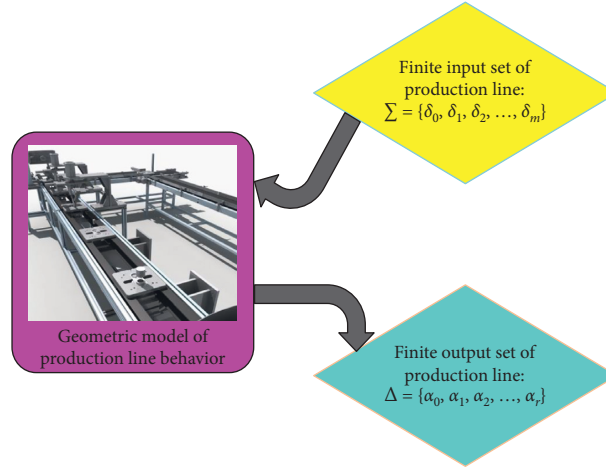 Finite input set of
production line:
∑ = {δ₀, δ₁, δ₂, …, δₘ}
Geometric model of
production line behavior
Finite output set of
production line:
Δ = {α₀, α₁, α₂, …, αᵣ}